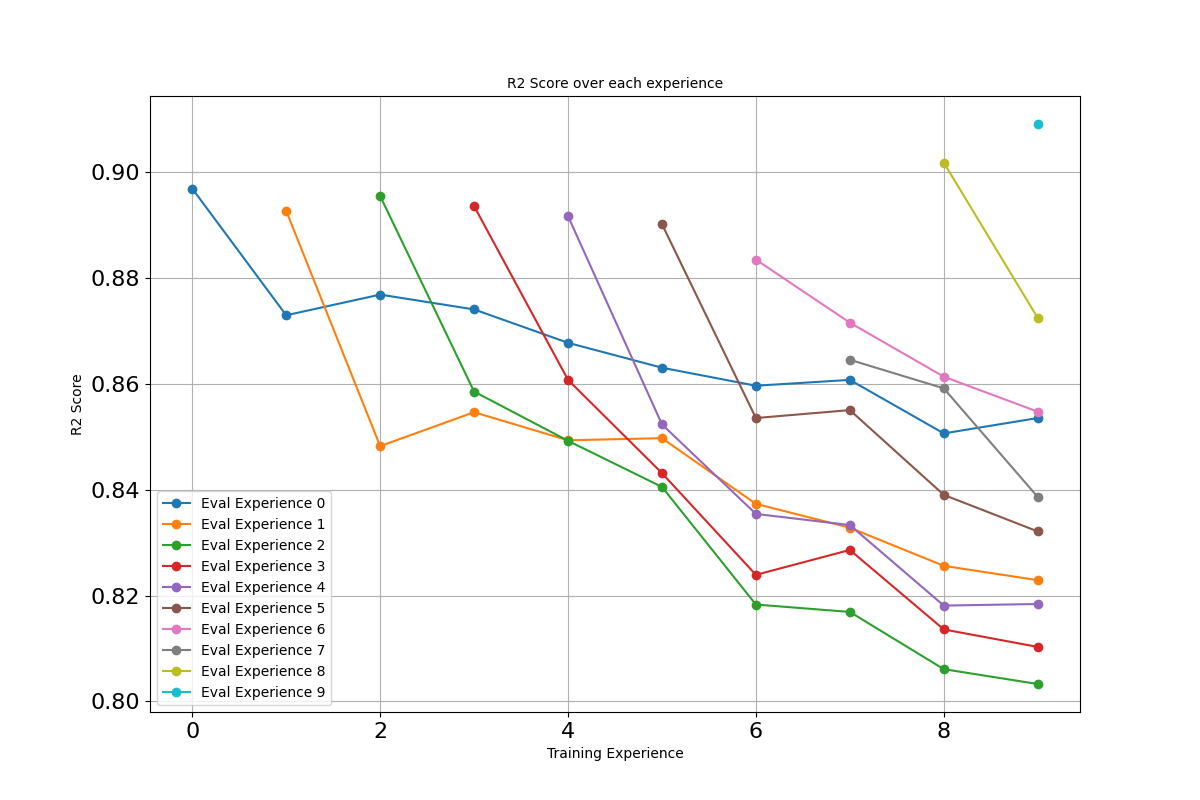 R2 Score over each experience
0.90
0.88
0.86
0.84
0.82
0.80
R2 Score
Eval Experience 0
Eval Experience 1
Eval Experience 2
Eval Experience 3
Eval Experience 4
Eval Experience 5
Eval Experience 6
Eval Experience 7
Eval Experience 8
Eval Experience 9
0 2 4 6 8
Training Experience